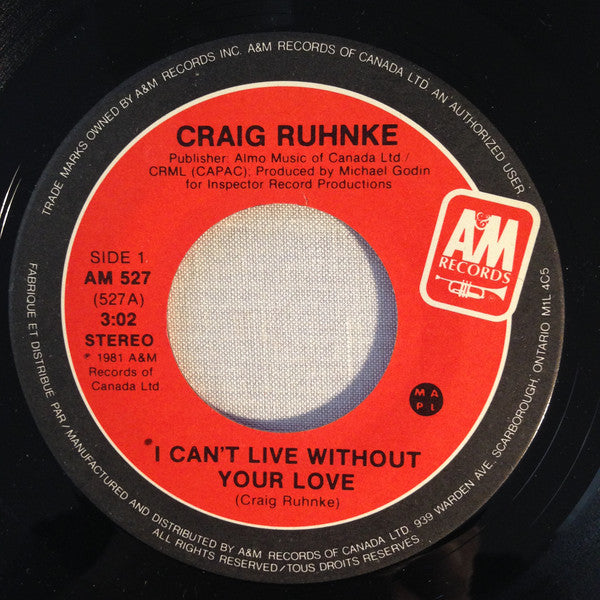 TRADE MARKS OWNED BY A&M RECORDS INC. A&M RECORDS OF CANADA LTD. AN AUTHORIZED USER
CRAIG RUHNKE
Publisher: Almo Music of Canada Ltd/
CRML (CAPAC); Produced by Michael Godin
for Inspector Record Productions
A&M
RECORDS
SIDE 1
AM 527
(527A)
3:02
STEREO
℗ 1981 A&M
Records of
Canada Ltd.
M A
P L
*I CAN'T LIVE WITHOUT
YOUR LOVE
(Craig Ruhnke)
FABRIQUE ET DISTRIBUE PAR/MANUFACTURED AND DISTRIBUTED BY A&M RECORDS OF CANADA LTD. 939 WARDEN AVE, SCARBOROUGH, ONTARIO M1L 4C5
ALL RIGHTS RESERVED/TOUS DROITS RESERVES